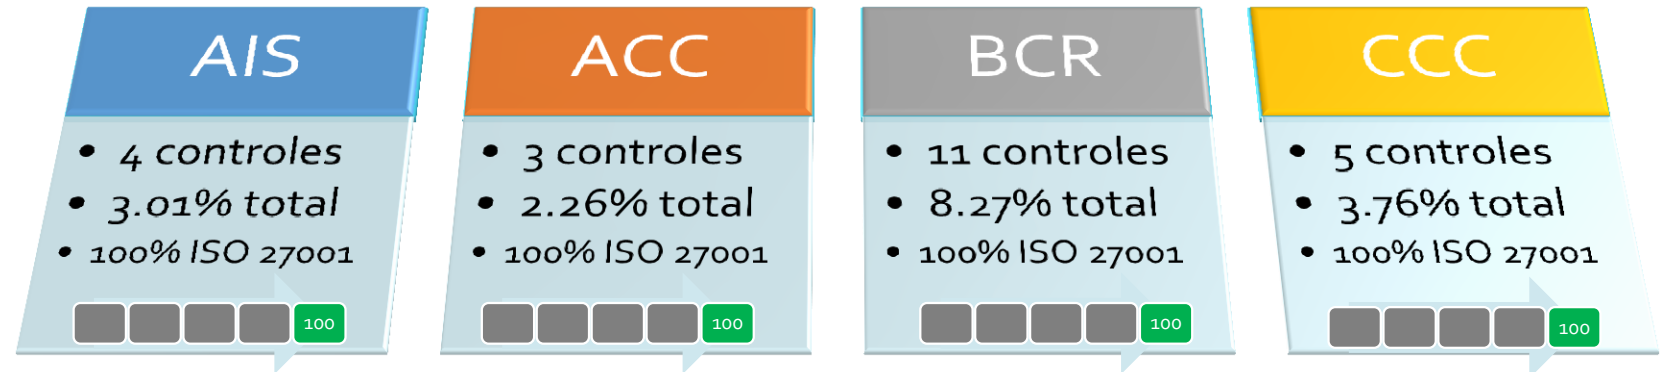 AIS
• 4 controles
• 3.01% total
• 100% ISO 27001
100
ACC
• 3 controles
• 2.26% total
• 100% ISO 27001
100
BCR
• 11 controles
• 8.27% total
• 100% ISO 27001
100
CCC
• 5 controles
• 3.76% total
• 100% ISO 27001
100